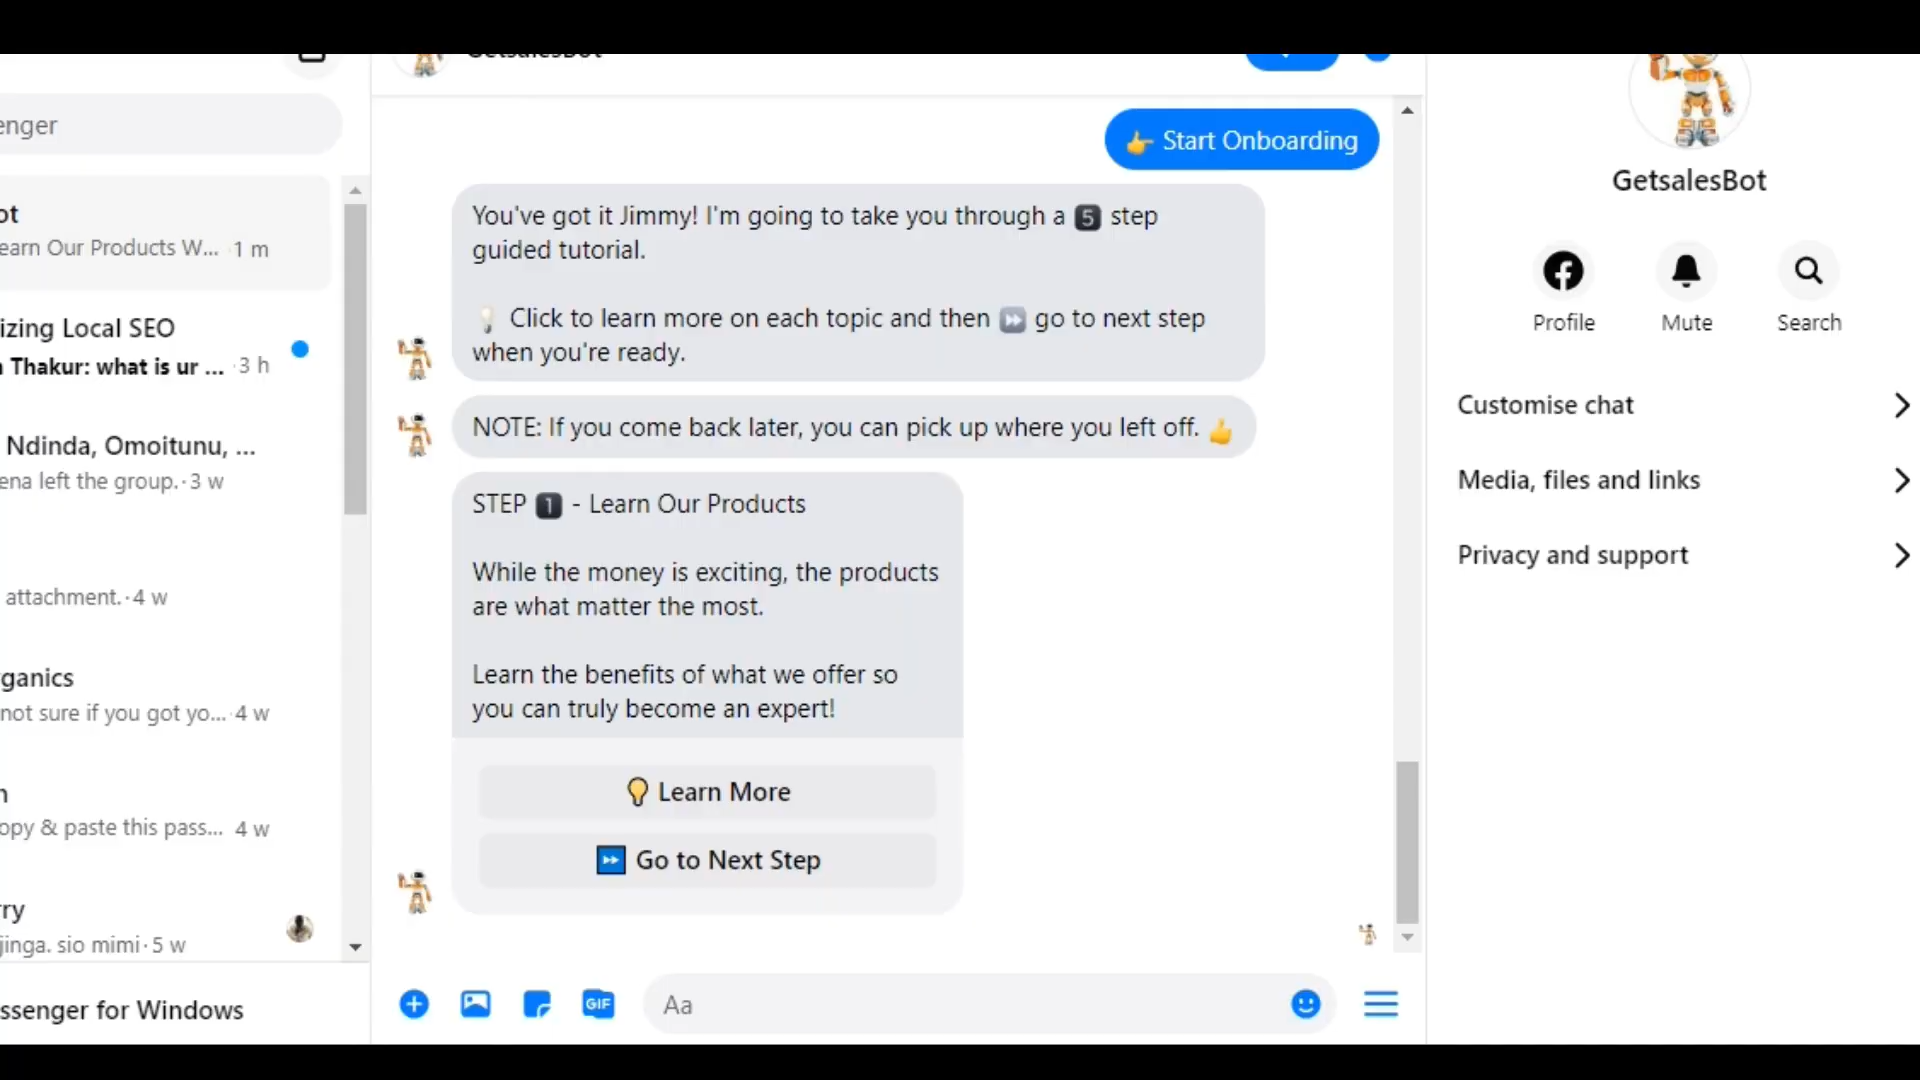 GetsalesBot
enger
ot
earn Our Products W... · 1 m
izing Local SEO
Thakur: what is ur ... · 3 h
Ndinda, Omoitunu, ...
ena left the group. · 3 w
attachment. · 4 w
ganics
not sure if you got yo... · 4 w
opy & paste this pass... 4 w
rry
jinga. sio mimi · 5 w
ssenger for Windows
👉 Start Onboarding
You've got it Jimmy! I'm going to take you through a 5️⃣ step
guided tutorial.
💡 Click to learn more on each topic and then ⏩ go to next step
when you're ready.
NOTE: If you come back later, you can pick up where you left off. 👍
STEP 1️⃣ - Learn Our Products
While the money is exciting, the products
are what matter the most.
Learn the benefits of what we offer so
you can truly become an expert!
💡 Learn More
⏩ Go to Next Step
GIF
Aa
GetsalesBot
Profile
Mute
Search
Customise chat
Media, files and links
Privacy and support